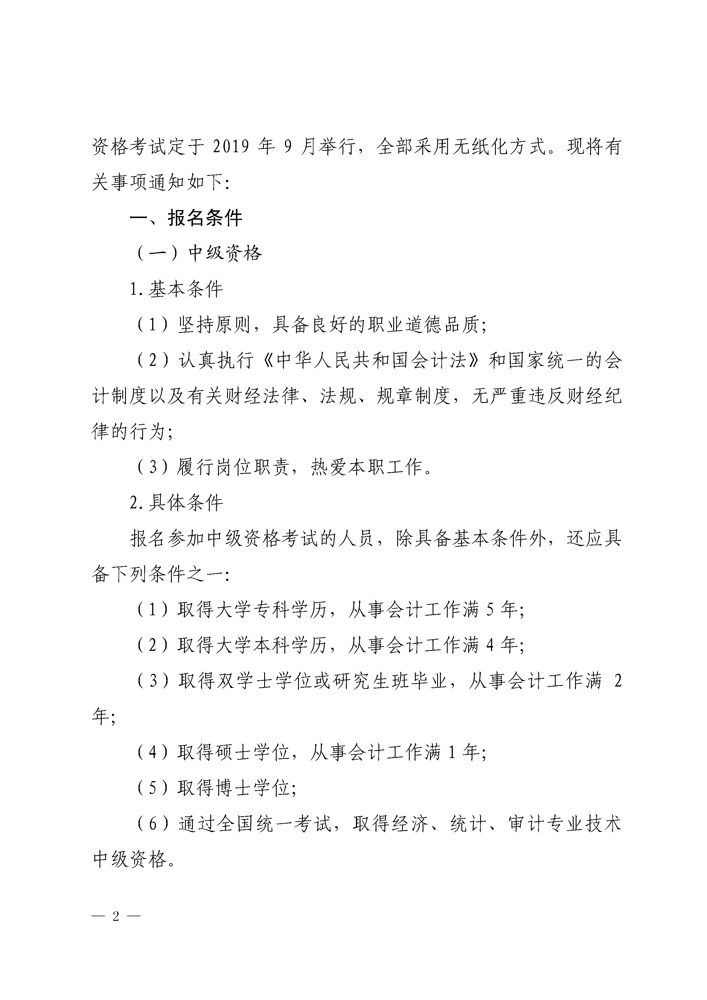 资格考试定于 2019 年 9 月举行，全部采用无纸化方式。现将有
关事项通知如下：
一、报名条件
（一）中级资格
1.基本条件
（1）坚持原则，具备良好的职业道德品质；
（2）认真执行《中华人民共和国会计法》和国家统一的会
计制度以及有关财经法律、法规、规章制度，无严重违反财经纪
律的行为；
（3）履行岗位职责，热爱本职工作。
2.具体条件
报名参加中级资格考试的人员，除具备基本条件外，还应具
备下列条件之一：
（1）取得大学专科学历，从事会计工作满 5 年；
（2）取得大学本科学历，从事会计工作满 4 年；
（3）取得双学士学位或研究生班毕业，从事会计工作满 2
年；
（4）取得硕士学位，从事会计工作满 1 年；
（5）取得博士学位；
（6）通过全国统一考试，取得经济、统计、审计专业技术
中级资格。
— 2 —